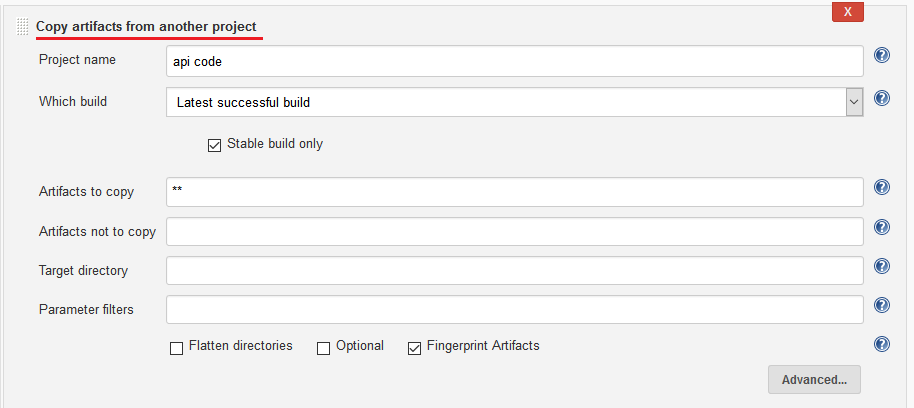 X
Copy artifacts from another project
Project name api code ?
Which build Latest successful build ?
Stable build only
Artifacts to copy ** ?
Artifacts not to copy ?
Target directory ?
Parameter filters ?
Flatten directories Optional Fingerprint Artifacts ?
Advanced...